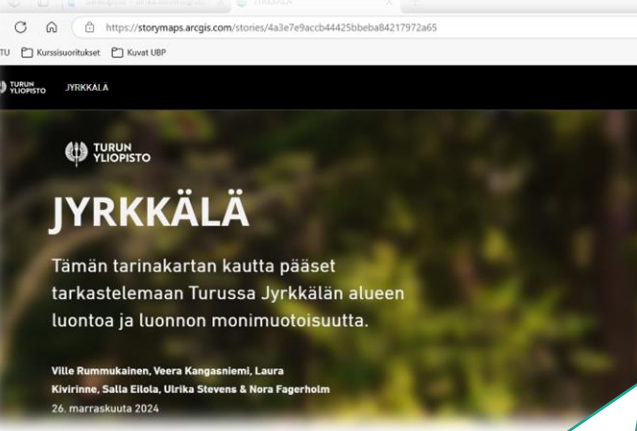 https://storymaps.arcgis.com/stories/4a3e7e9accb44425bbeba84217972a65
TU Kurssisuoritukset Kuvat UBP
TURUN
YLIOPISTO
JYRKKÄLÄ
TURUN
YLIOPISTO
JYRKKÄLÄ
Tämän tarinakartan kautta pääset
tarkastelemaan Turussa Jyrkkälän alueen
luontoa ja luonnon monimuotoisuutta.
Ville Rummukainen, Veera Kangasniemi, Laura
Kivirinne, Salla Eilola, Ulrika Stevens & Nora Fagerholm
26. marraskuuta 2024